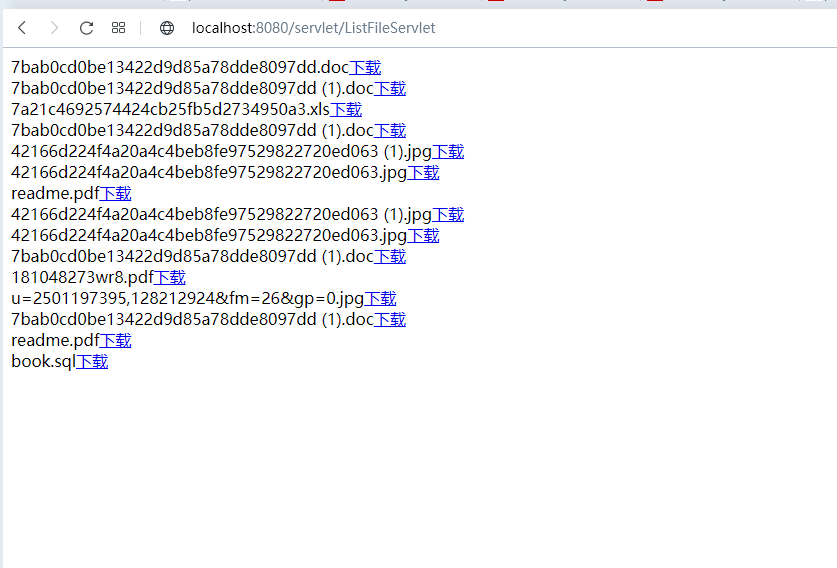 localhost:8080/servlet/ListFileServlet
7bab0cd0be13422d9d85a78dde8097dd.doc下载
7bab0cd0be13422d9d85a78dde8097dd (1).doc下载
7a21c4692574424cb25fb5d2734950a3.xls下载
7bab0cd0be13422d9d85a78dde8097dd (1).doc下载
42166d224f4a20a4c4beb8fe97529822720ed063 (1).jpg下载
42166d224f4a20a4c4beb8fe97529822720ed063.jpg下载
readme.pdf下载
42166d224f4a20a4c4beb8fe97529822720ed063 (1).jpg下载
42166d224f4a20a4c4beb8fe97529822720ed063.jpg下载
7bab0cd0be13422d9d85a78dde8097dd (1).doc下载
181048273wr8.pdf下载
u=2501197395,128212924&fm=26&gp=0.jpg下载
7bab0cd0be13422d9d85a78dde8097dd (1).doc下载
readme.pdf下载
book.sql下载